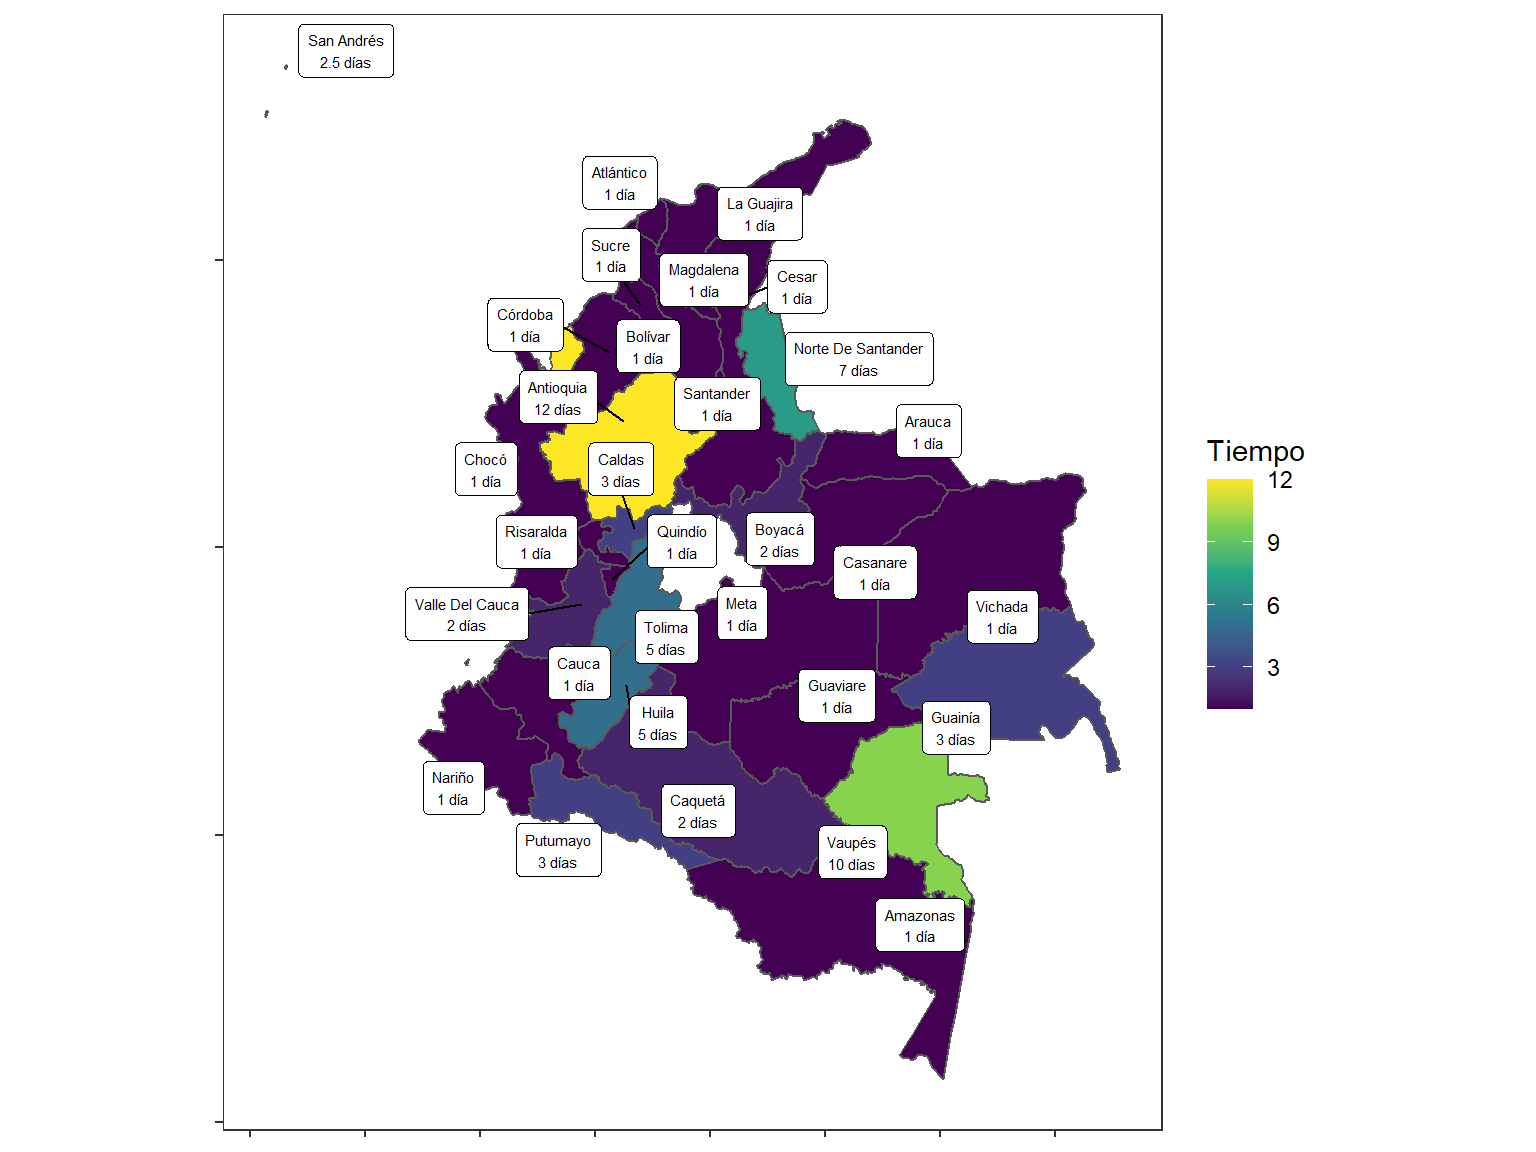 San Andrés
2.5 días
Atlántico
1 día
La Guajira
1 día
Sucre
1 día
Magdalena
1 día
Cesar
1 día
Córdoba
1 día
Bolívar
1 día
Norte De Santander
7 días
Antioquia
12 días
Santander
1 día
Arauca
1 día
Chocó
1 día
Caldas
3 días
Risaralda
1 día
Quindío
1 día
Boyacá
2 días
Casanare
1 día
Valle Del Cauca
2 días
Meta
1 día
Vichada
1 día
Tolima
5 días
Cauca
1 día
Guaviare
1 día
Huila
5 días
Guainía
3 días
Nariño
1 día
Caquetá
2 días
Putumayo
3 días
Vaupés
10 días
Amazonas
1 día
Tiempo
12
9
6
3